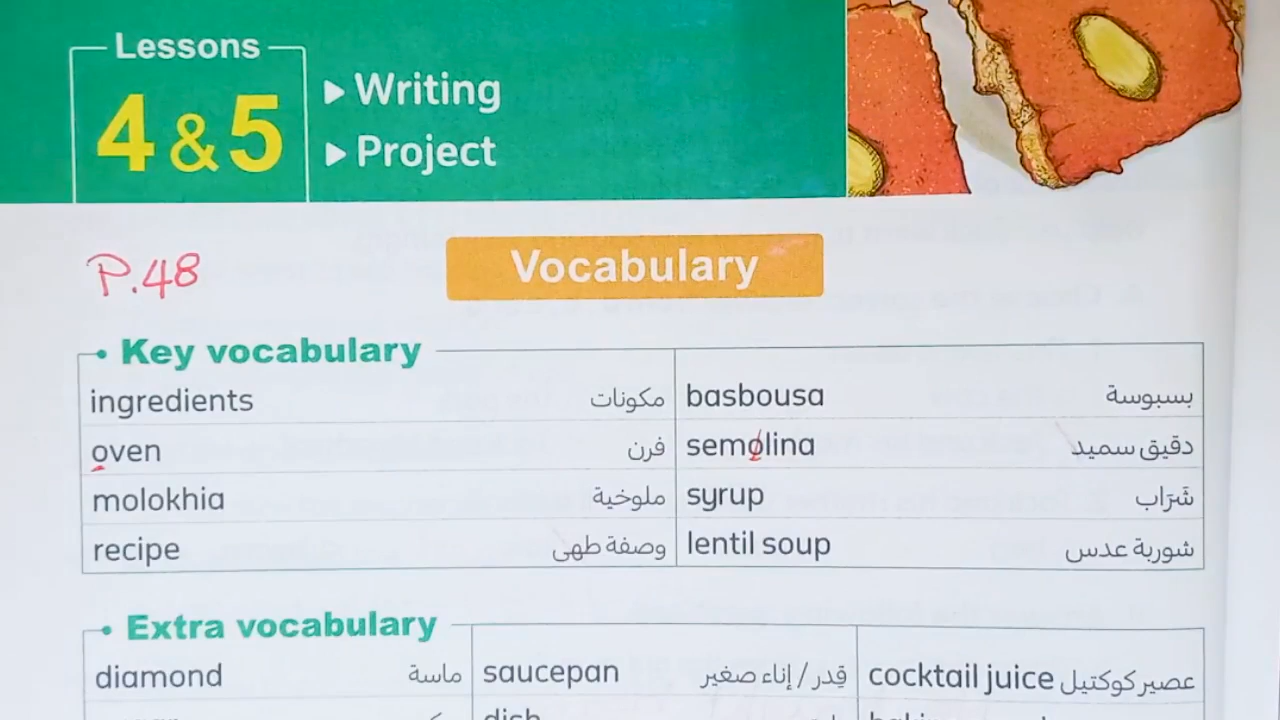 Lessons
4 & 5
▶ Writing
▶ Project
P.48
Vocabulary
Key vocabulary
ingredients مكونات basbousa بسبوسة
oven فرن semolina دقيق سميد
molokhia ملوخية syrup شَرَاب
recipe وصفة طهى lentil soup شوربة عدس
Extra vocabulary
diamond ماسة saucepan قِدر / إناء صغير cocktail juice عصير كوكتيل
dish